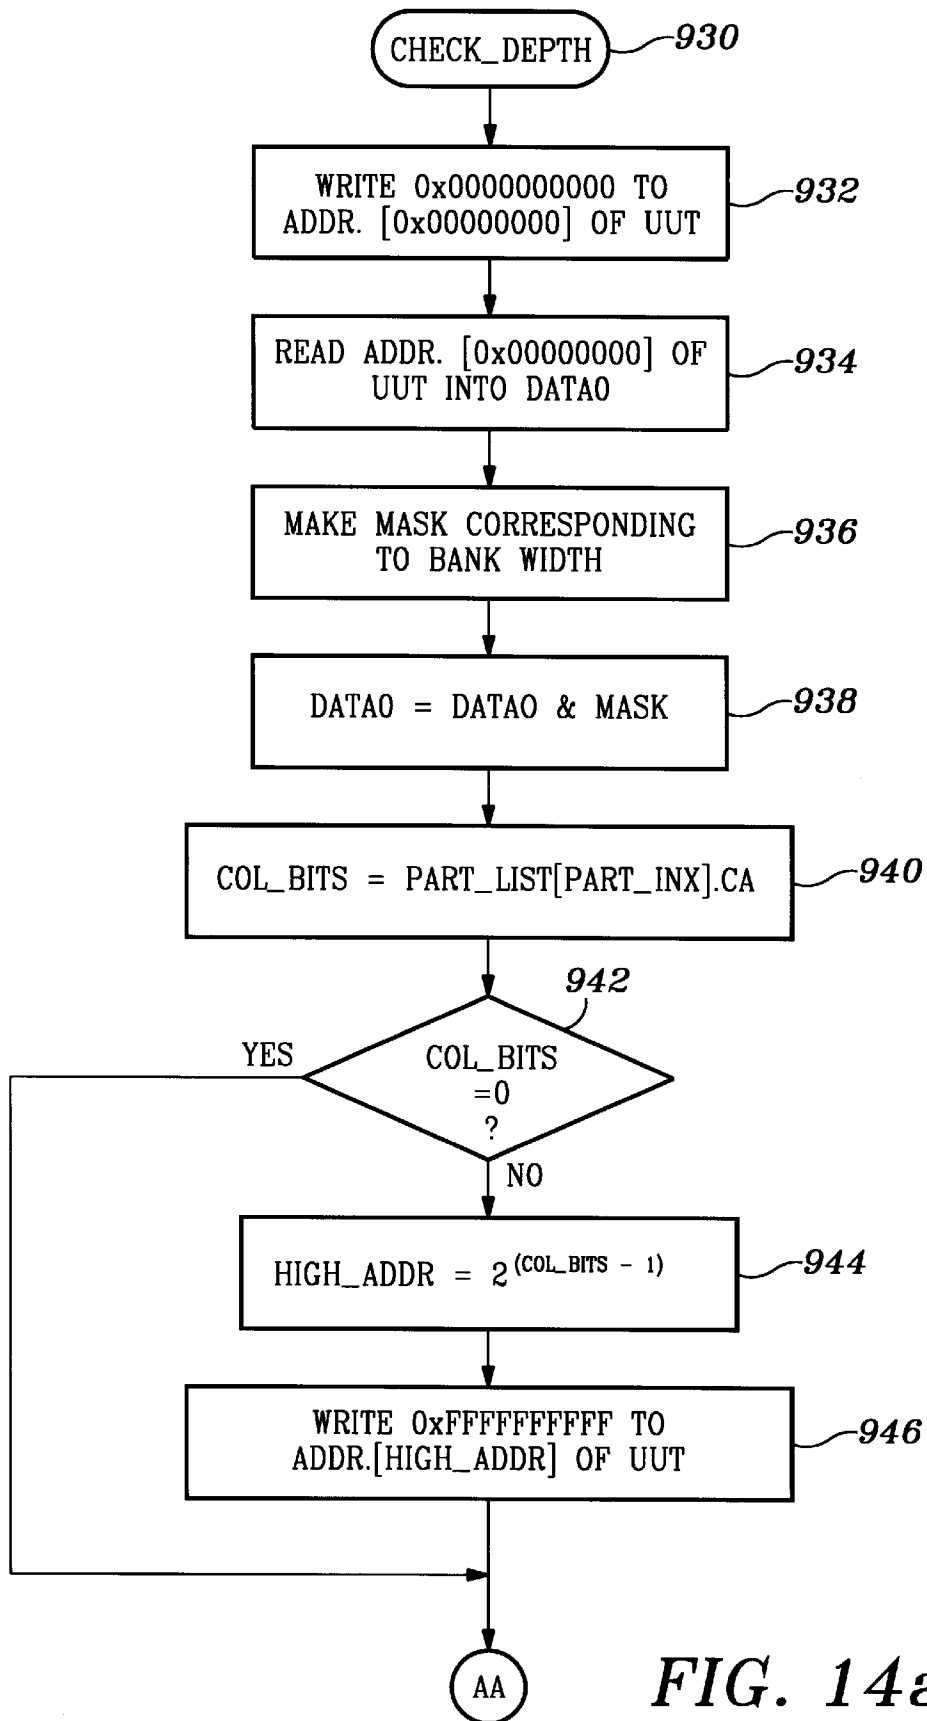 CHECK_DEPTH
930
WRITE 0x0000000000 TO
ADDR. [0x00000000] OF UUT
932
READ ADDR. [0x00000000] OF
UUT INTO DATA0
934
MAKE MASK CORRESPONDING
TO BANK WIDTH
936
DATA0 = DATA0 & MASK
938
COL_BITS = PART_LIST[PART_INX].CA
940
942
YES
COL_BITS
=0
?
NO
HIGH_ADDR = 2^(COL_BITS - 1)
944
WRITE 0xFFFFFFFFFF TO
ADDR.[HIGH_ADDR] OF UUT
946
AA
FIG. 14a